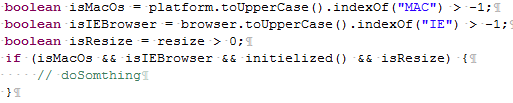 boolean isMacOs = platform.toUpperCase().indexOf("MAC") > -1;
boolean isIEBrowser = browser.toUpperCase().indexOf("IE") > -1;
boolean isResize = resize > 0;
if (isMacOs && isIEBrowser && initielized() && isResize) {
    // doSomthing
}